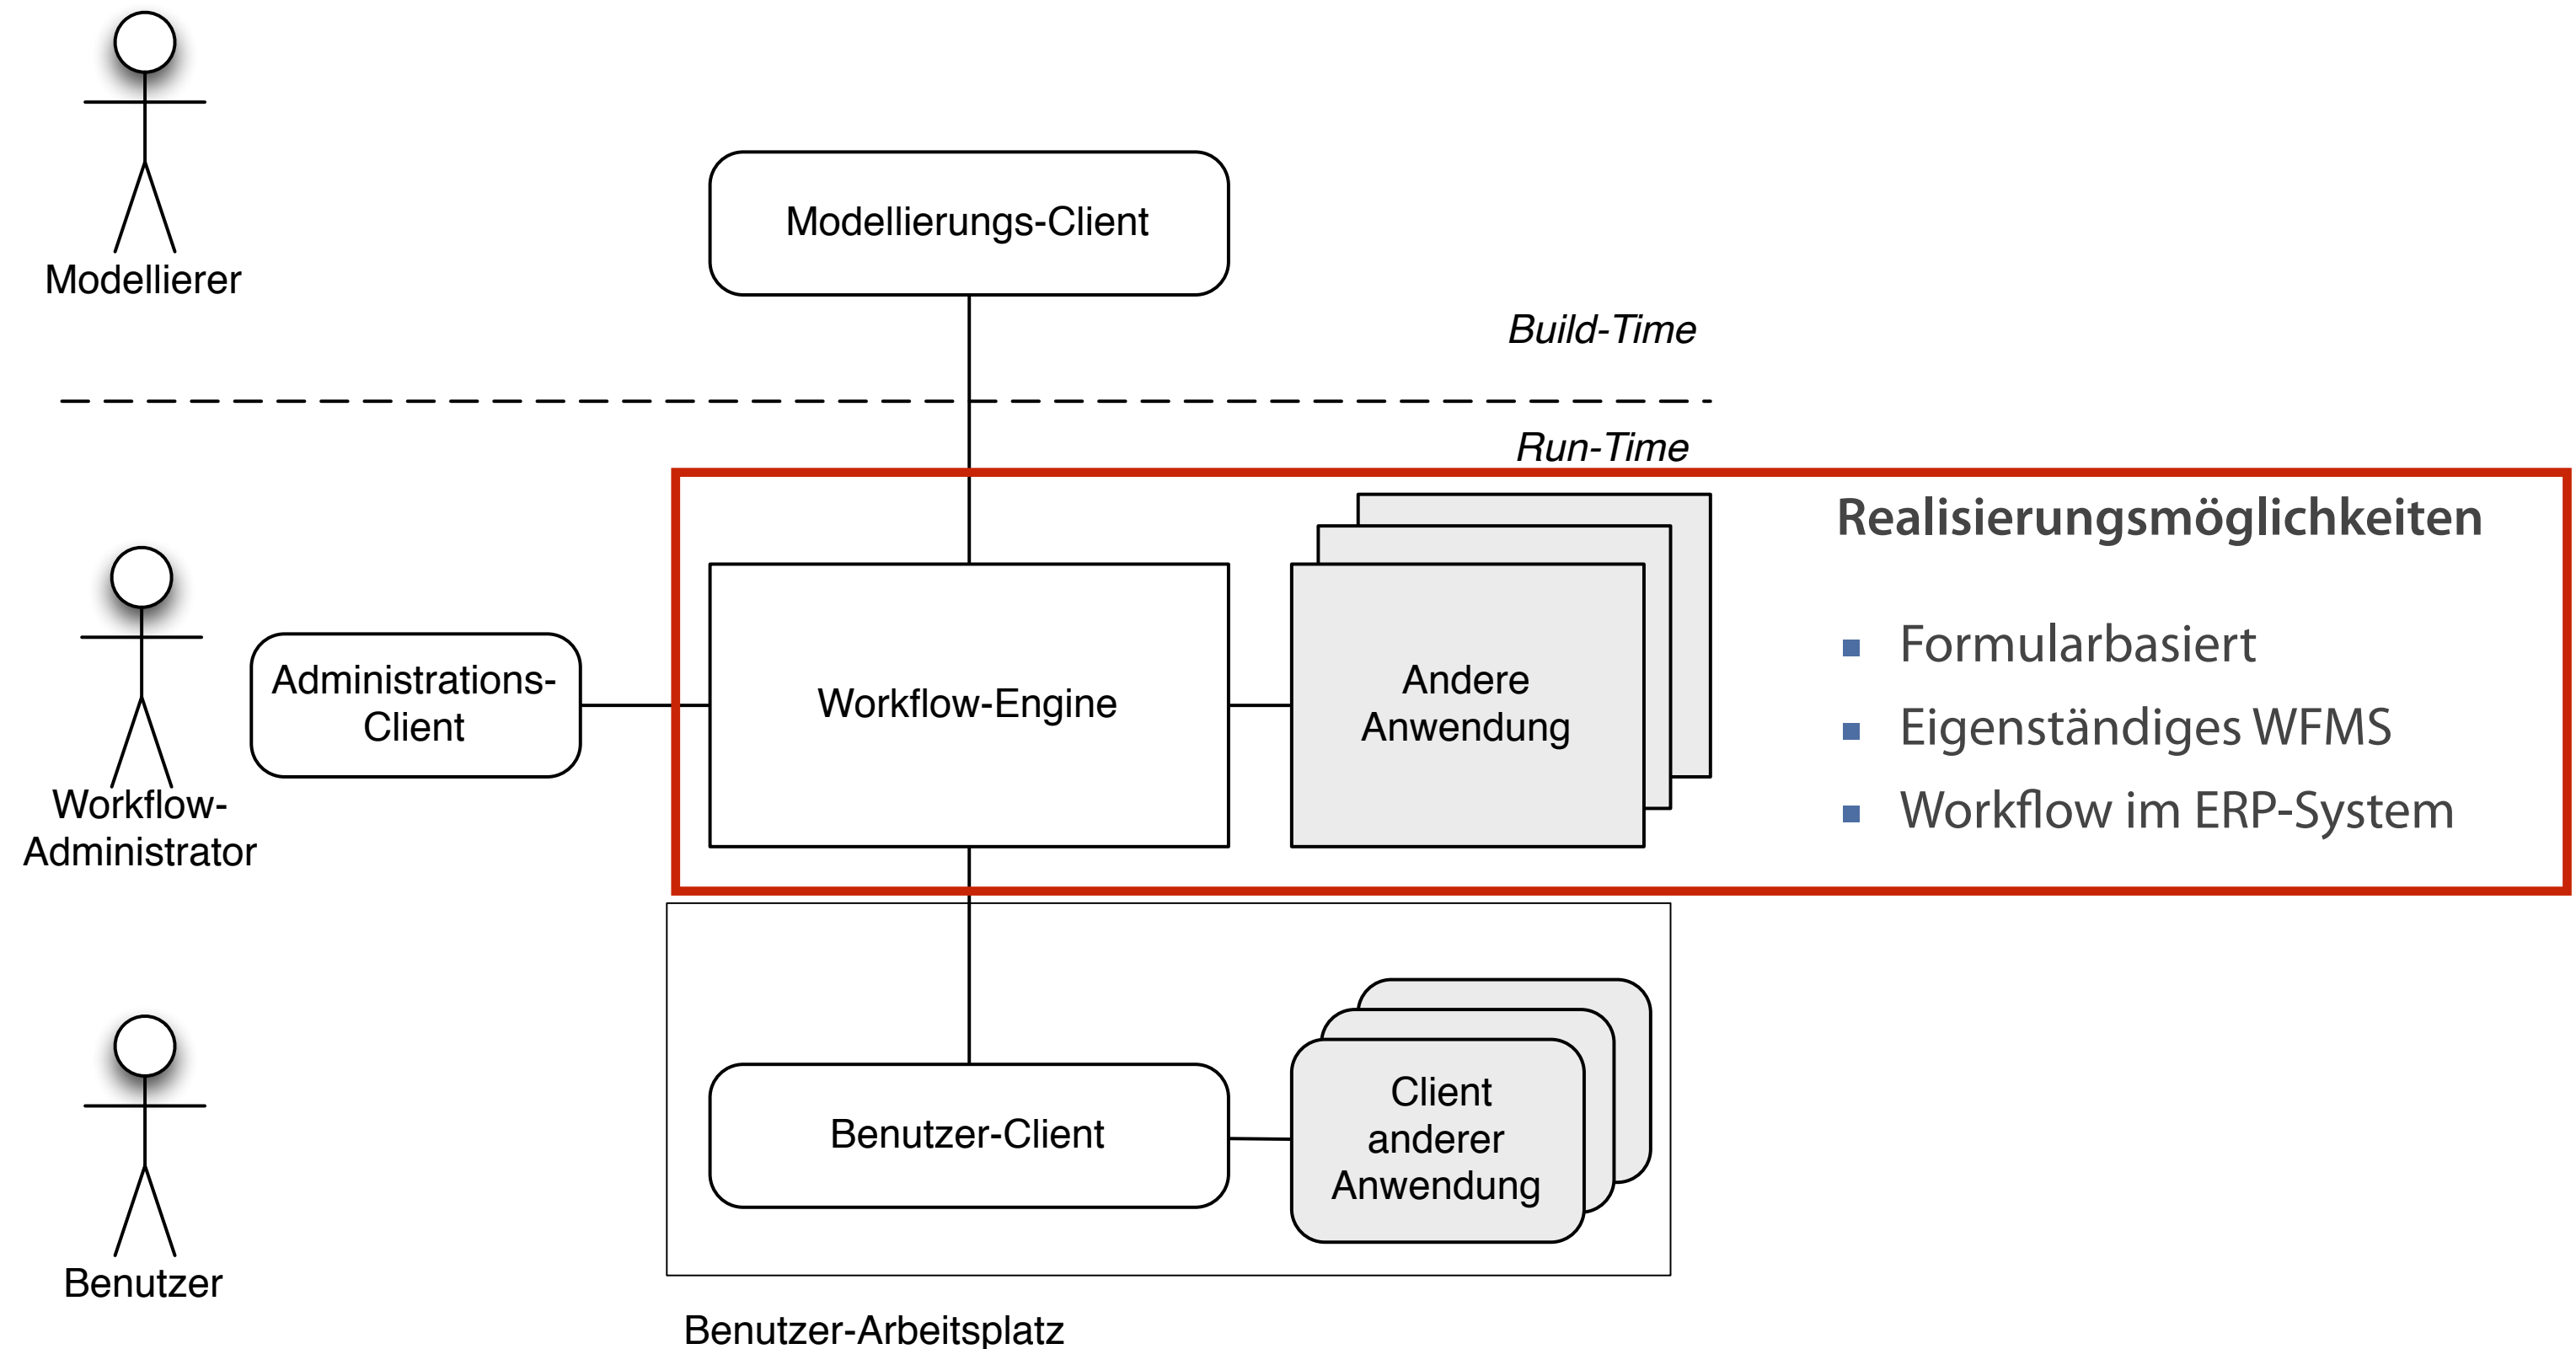 Modellierer
Modellierungs-Client
Build-Time
Run-Time
Workflow-
Administrator
Administrations-
Client
Workflow-Engine
Andere
Anwendung
Realisierungsmöglichkeiten
Formularbasiert
Eigenständiges WFMS
Workflow im ERP-System
Benutzer
Benutzer-Client
Client
anderer
Anwendung
Benutzer-Arbeitsplatz